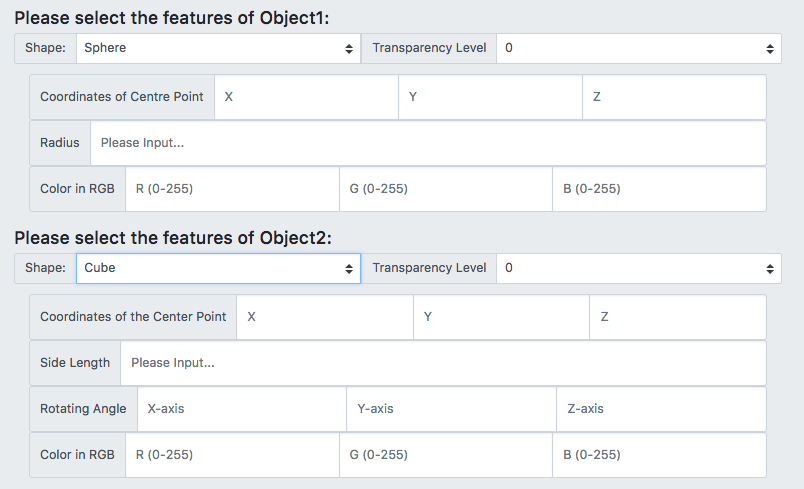 Please select the features of Object1:
Shape: Sphere Transparency Level 0
Coordinates of Centre Point X Y Z
Radius Please Input...
Color in RGB R (0-255) G (0-255) B (0-255)
Please select the features of Object2:
Shape: Cube Transparency Level 0
Coordinates of the Center Point X Y Z
Side Length Please Input...
Rotating Angle X-axis Y-axis Z-axis
Color in RGB R (0-255) G (0-255) B (0-255)